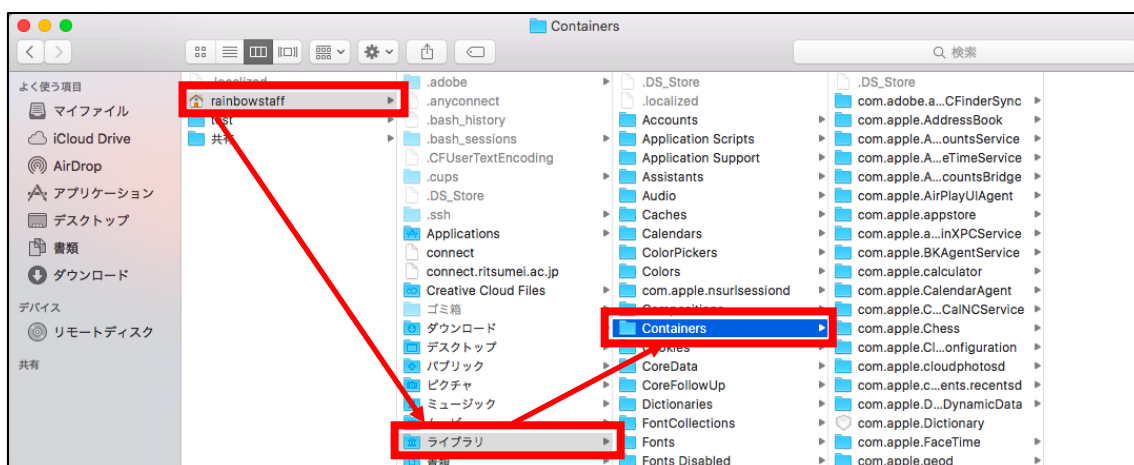 Containers
検索
よく使う項目
マイファイル
iCloud Drive
AirDrop
アプリケーション
デスクトップ
書類
ダウンロード
デバイス
リモートディスク
共有
.localized
rainbowstaff
test
共有
.adobe
.anyconnect
.bash_history
.bash_sessions
.CFUserTextEncoding
.cups
.DS_Store
.ssh
Applications
connect
connect.ritsumei.ac.jp
Creative Cloud Files
ゴミ箱
ダウンロード
デスクトップ
パブリック
ピクチャ
ミュージック
ライブラリ
書類
.DS_Store
.localized
Accounts
Application Scripts
Application Support
Assistants
Audio
Caches
Calendars
ColorPickers
Colors
com.apple.nsurlsessiond
Compositions
Containers
Cookies
CoreData
CoreFollowUp
Dictionaries
FontCollections
Fonts
Fonts Disabled
.DS_Store
com.adobe.a...CFinderSync
com.apple.AddressBook
com.apple.A...ountsService
com.apple.A...eTimeService
com.apple.A...countsBridge
com.apple.AirPlayUIAgent
com.apple.appstore
com.apple.a...inXPCService
com.apple.BKAgentService
com.apple.calculator
com.apple.CalendarAgent
com.apple.C...CalNCService
com.apple.Chess
com.apple.Cl...onfiguration
com.apple.cloudphotosd
com.apple.c...ents.recentsd
com.apple.D...DynamicData
com.apple.Dictionary
com.apple.FaceTime
com.apple.geod